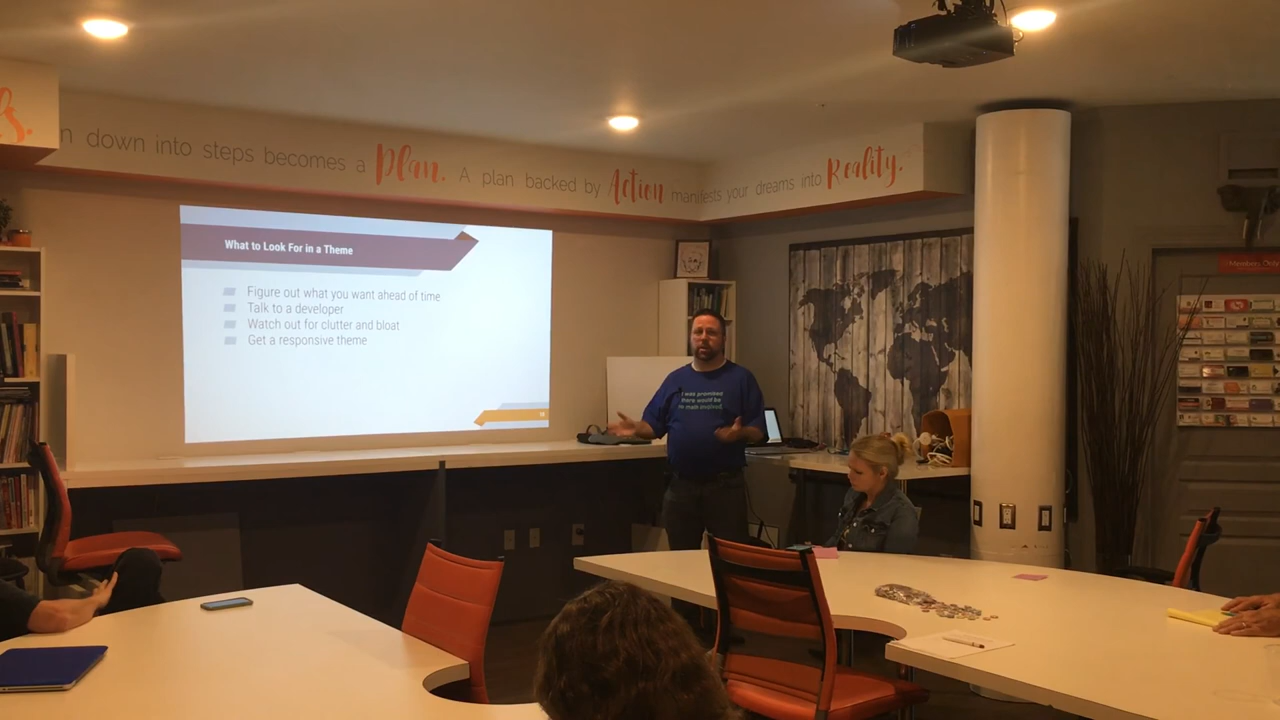 n down into steps becomes a Plan. A plan backed by Action manifests your dreams into Reality.
What to Look For in a Theme
Figure out what you want ahead of time
Talk to a developer
Watch out for clutter and bloat
Get a responsive theme
I was promised
there would be
no math involved.